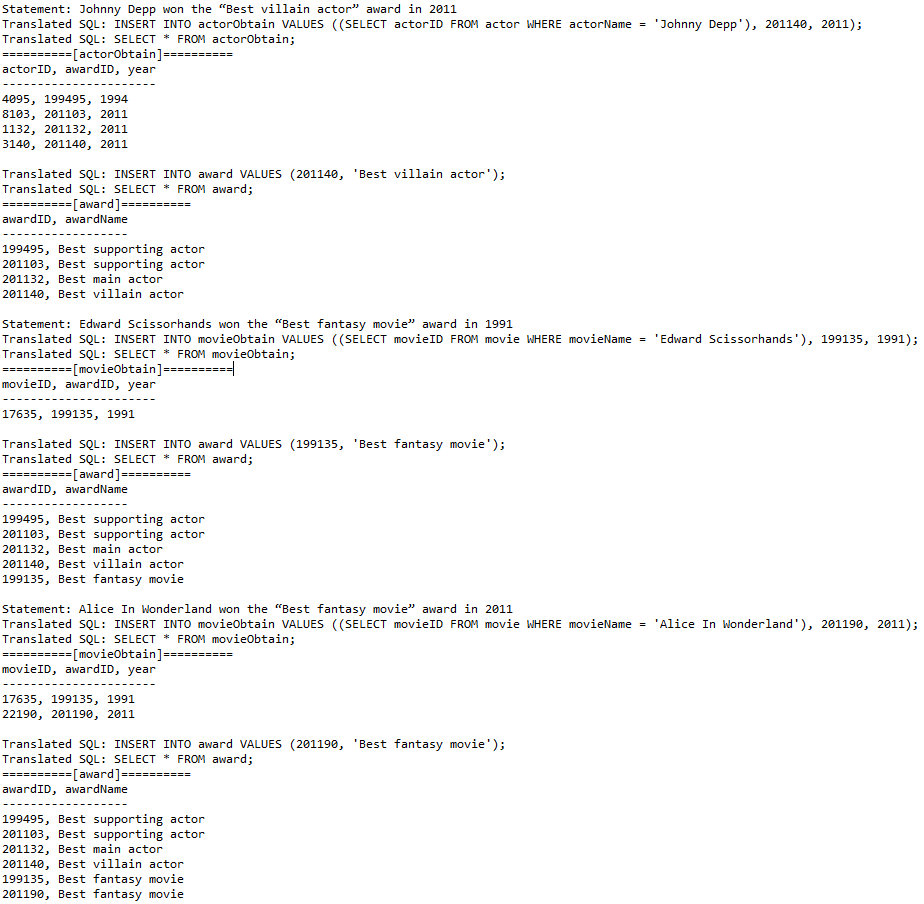 Statement: Johnny Depp won the “Best villain actor” award in 2011
Translated SQL: INSERT INTO actorObtain VALUES ((SELECT actorID FROM actor WHERE actorName = 'Johnny Depp'), 201140, 2011);
Translated SQL: SELECT * FROM actorObtain;
==========[actorObtain]==========
actorID, awardID, year
----------------------
4095, 199495, 1994
8103, 201103, 2011
1132, 201132, 2011
3140, 201140, 2011

Translated SQL: INSERT INTO award VALUES (201140, 'Best villain actor');
Translated SQL: SELECT * FROM award;
==========[award]==========
awardID, awardName
------------------
199495, Best supporting actor
201103, Best supporting actor
201132, Best main actor
201140, Best villain actor

Statement: Edward Scissorhands won the “Best fantasy movie” award in 1991
Translated SQL: INSERT INTO movieObtain VALUES ((SELECT movieID FROM movie WHERE movieName = 'Edward Scissorhands'), 199135, 1991);
Translated SQL: SELECT * FROM movieObtain;
==========[movieObtain]==========
movieID, awardID, year
----------------------
17635, 199135, 1991

Translated SQL: INSERT INTO award VALUES (199135, 'Best fantasy movie');
Translated SQL: SELECT * FROM award;
==========[award]==========
awardID, awardName
------------------
199495, Best supporting actor
201103, Best supporting actor
201132, Best main actor
201140, Best villain actor
199135, Best fantasy movie

Statement: Alice In Wonderland won the “Best fantasy movie” award in 2011
Translated SQL: INSERT INTO movieObtain VALUES ((SELECT movieID FROM movie WHERE movieName = 'Alice In Wonderland'), 201190, 2011);
Translated SQL: SELECT * FROM movieObtain;
==========[movieObtain]==========
movieID, awardID, year
----------------------
17635, 199135, 1991
22190, 201190, 2011

Translated SQL: INSERT INTO award VALUES (201190, 'Best fantasy movie');
Translated SQL: SELECT * FROM award;
==========[award]==========
awardID, awardName
------------------
199495, Best supporting actor
201103, Best supporting actor
201132, Best main actor
201140, Best villain actor
199135, Best fantasy movie
201190, Best fantasy movie